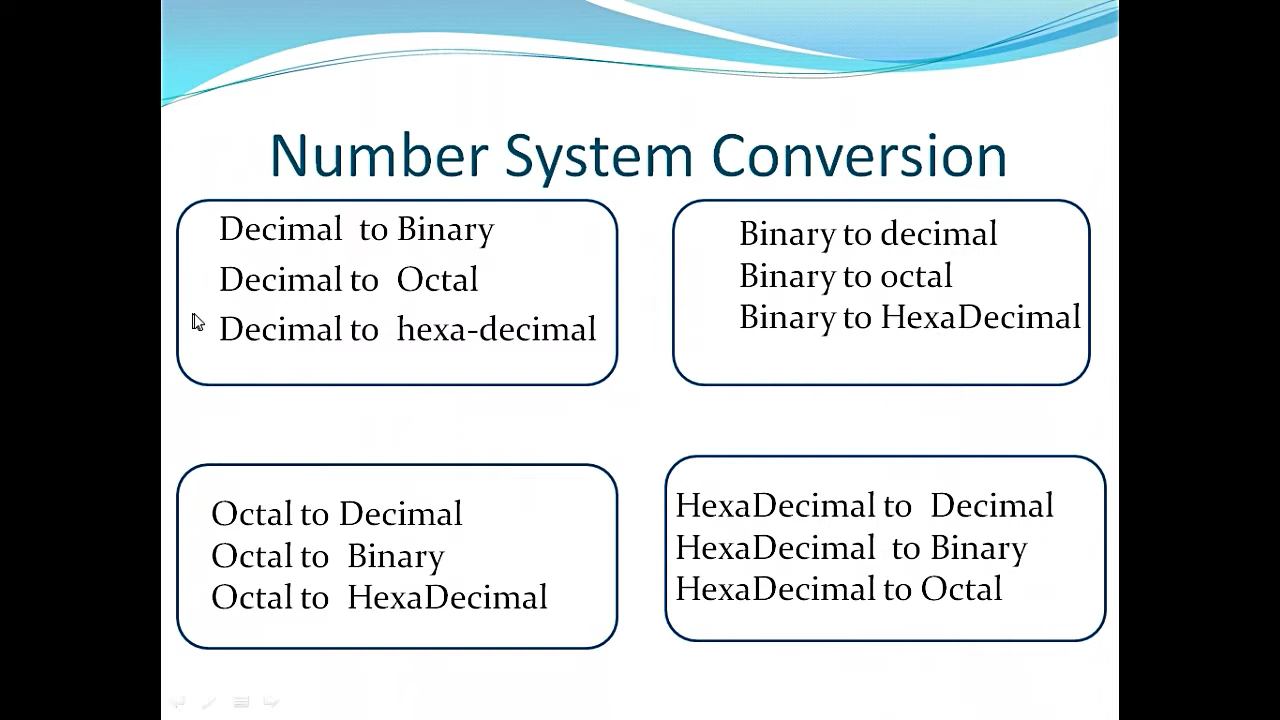 Number System Conversion
Decimal to Binary
Decimal to Octal
Decimal to hexa-decimal
Binary to decimal
Binary to octal
Binary to HexaDecimal
Octal to Decimal
Octal to Binary
Octal to HexaDecimal
HexaDecimal to Decimal
HexaDecimal to Binary
HexaDecimal to Octal